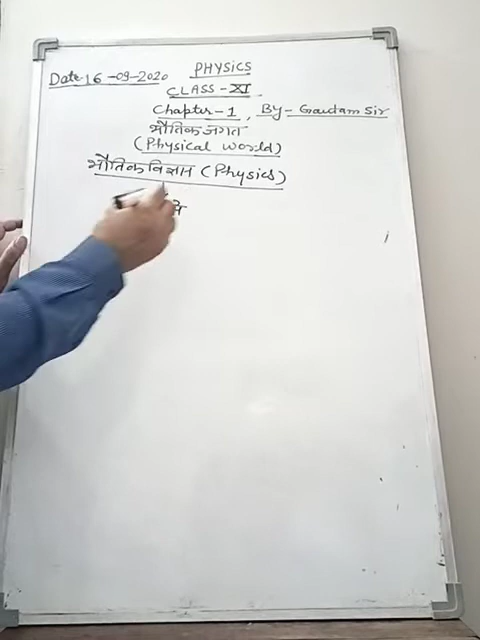 PHYSICS
Date 16-09-2020
CLASS - XI
Chapter-1, By- Gautam Sir
भौतिक जगत
(Physical World)
भौतिक विज्ञान (Physics)